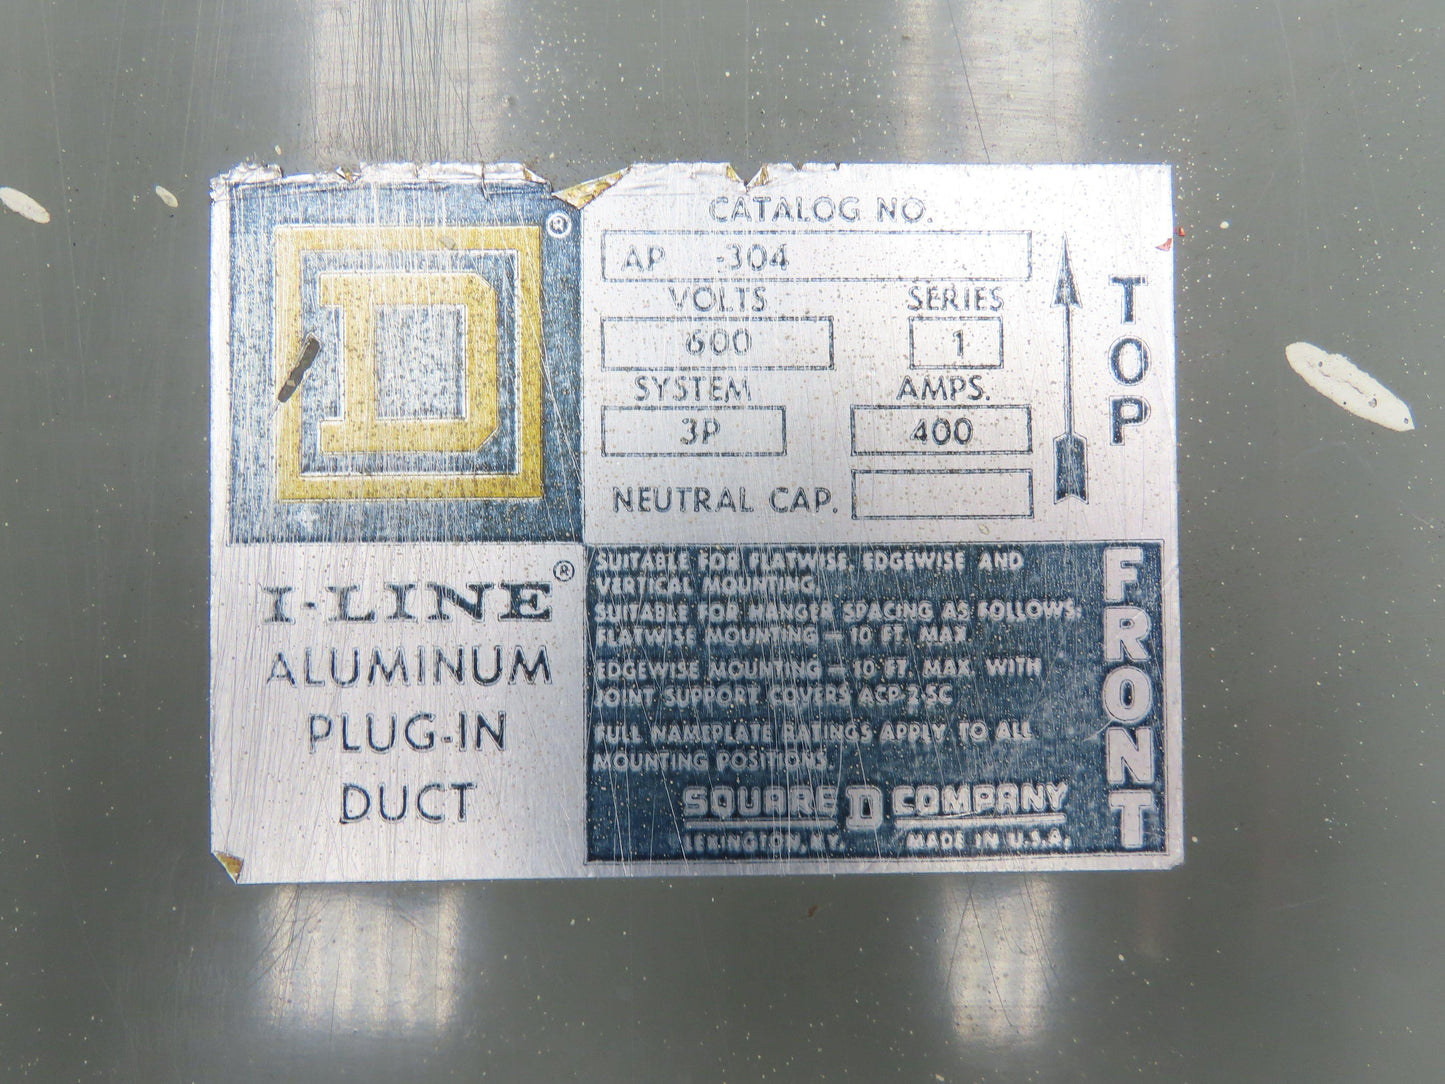 D ®
CATALOG NO.
AP -304
VOLTS SERIES
600 1
SYSTEM AMPS.
3P 400
NEUTRAL CAP.
TOP
FRONT
I-LINE®
ALUMINUM
PLUG-IN
DUCT
SUITABLE FOR FLATWISE, EDGEWISE AND
VERTICAL MOUNTING
SUITABLE FOR HANGER SPACING AS FOLLOWS:
FLATWISE MOUNTING - 10 FT. MAX
EDGEWISE MOUNTING - 10 FT. MAX. WITH
JOINT SUPPORT COVERS ACP-2-5C
FULL NAMEPLATE RATINGS APPLY TO ALL
MOUNTING POSITIONS.
SQUARE D COMPANY
LEXINGTON, KY. MADE IN U.S.A.